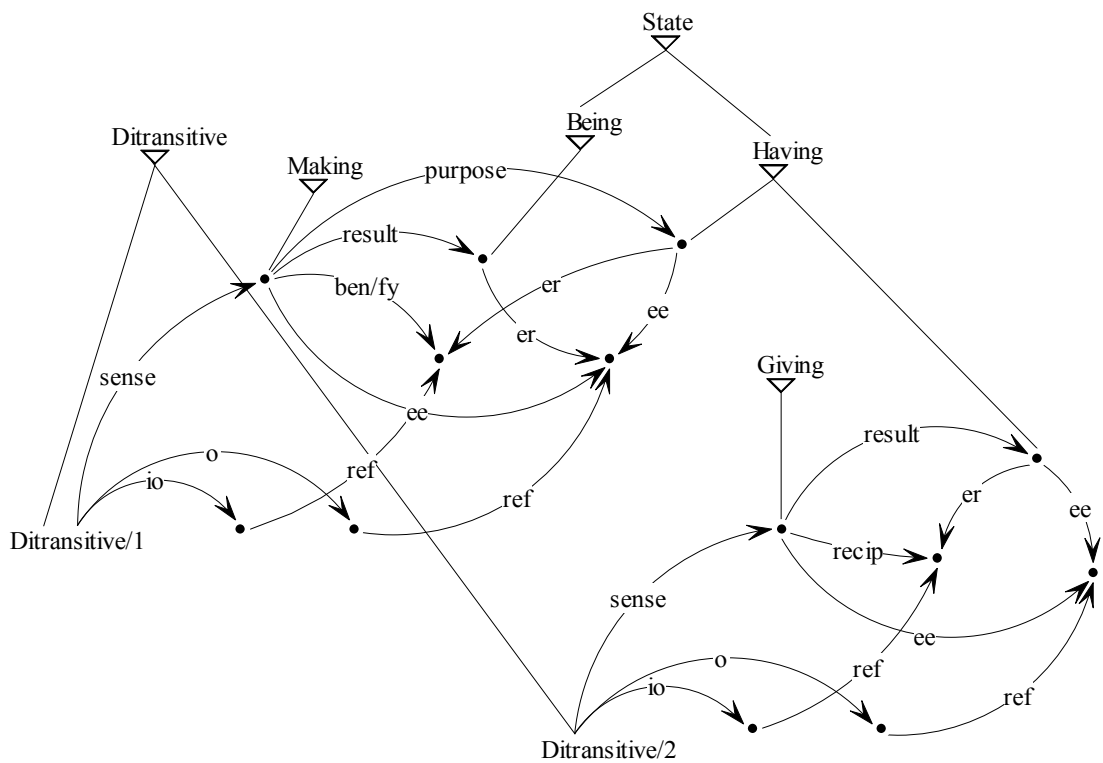 State
Being
Ditransitive
Having
Making
purpose
result
ben/fy
er
ee
er
Giving
sense
ee
result
o
ref
io
er
ref
ee
Ditransitive/1
recip
sense
ee
o
ref
io
ref
Ditransitive/2